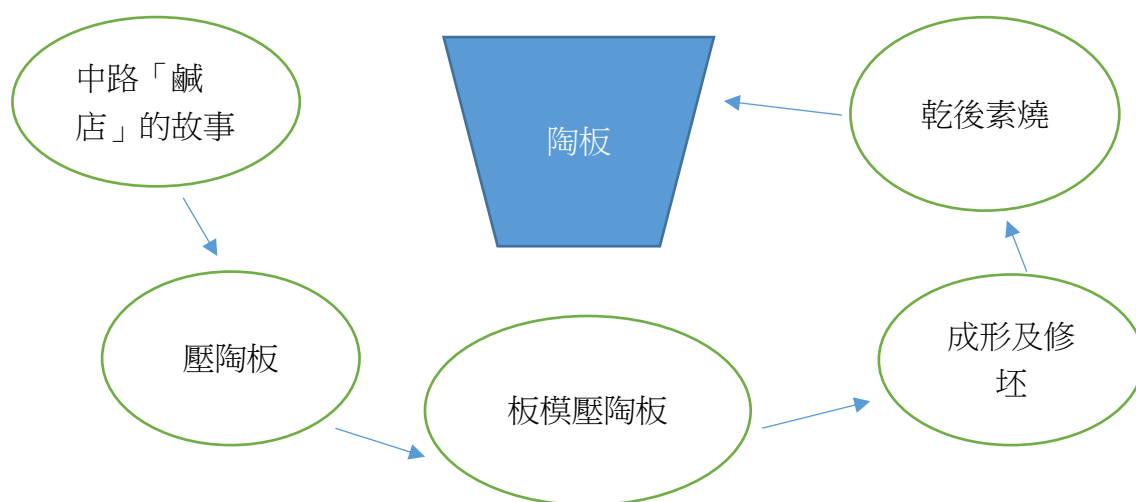 中路「鹹
店」的故事
陶板
乾後素燒
壓陶板
板模壓陶板
成形及修
坯